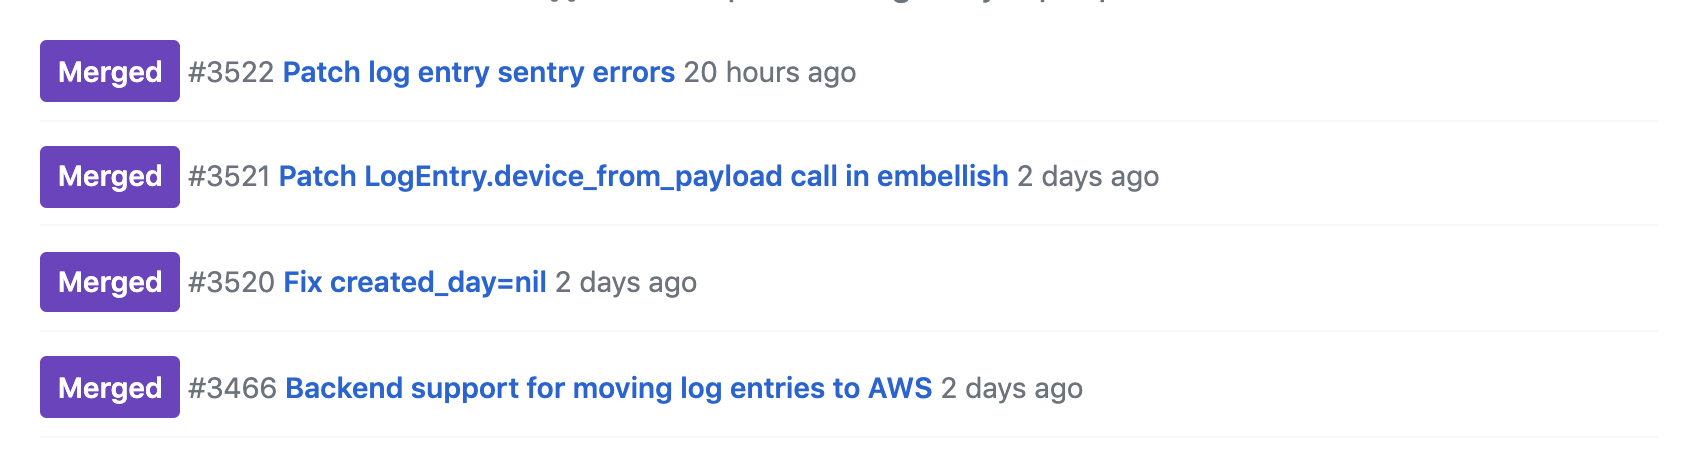 Merged #3522 Patch log entry sentry errors 20 hours ago
Merged #3521 Patch LogEntry.device_from_payload call in embellish 2 days ago
Merged #3520 Fix created_day=nil 2 days ago
Merged #3466 Backend support for moving log entries to AWS 2 days ago